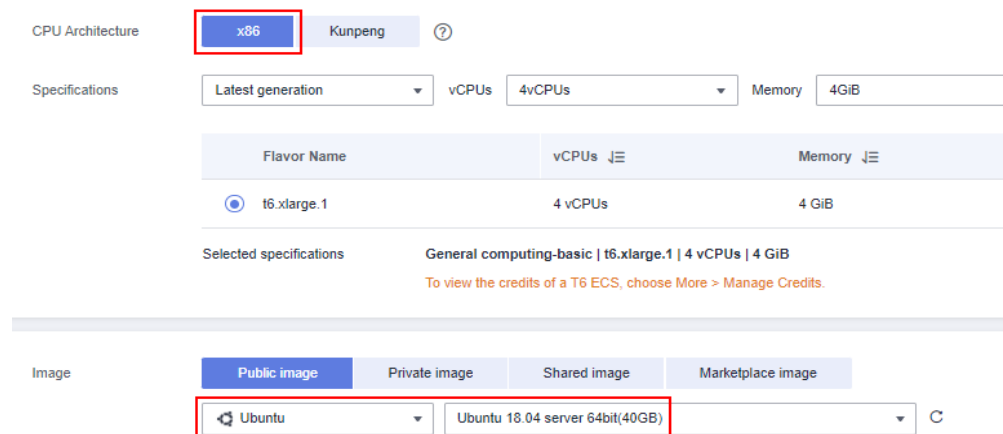 CPU Architecture x86 Kunpeng ?
Specifications Latest generation vCPUs 4vCPUs Memory 4GiB
Flavor Name vCPUs Memory
t6.xlarge.1 4 vCPUs 4 GiB
Selected specifications General computing-basic | t6.xlarge.1 | 4 vCPUs | 4 GiB
To view the credits of a T6 ECS, choose More > Manage Credits.
Image Public image Private image Shared image Marketplace image
Ubuntu Ubuntu 18.04 server 64bit(40GB)